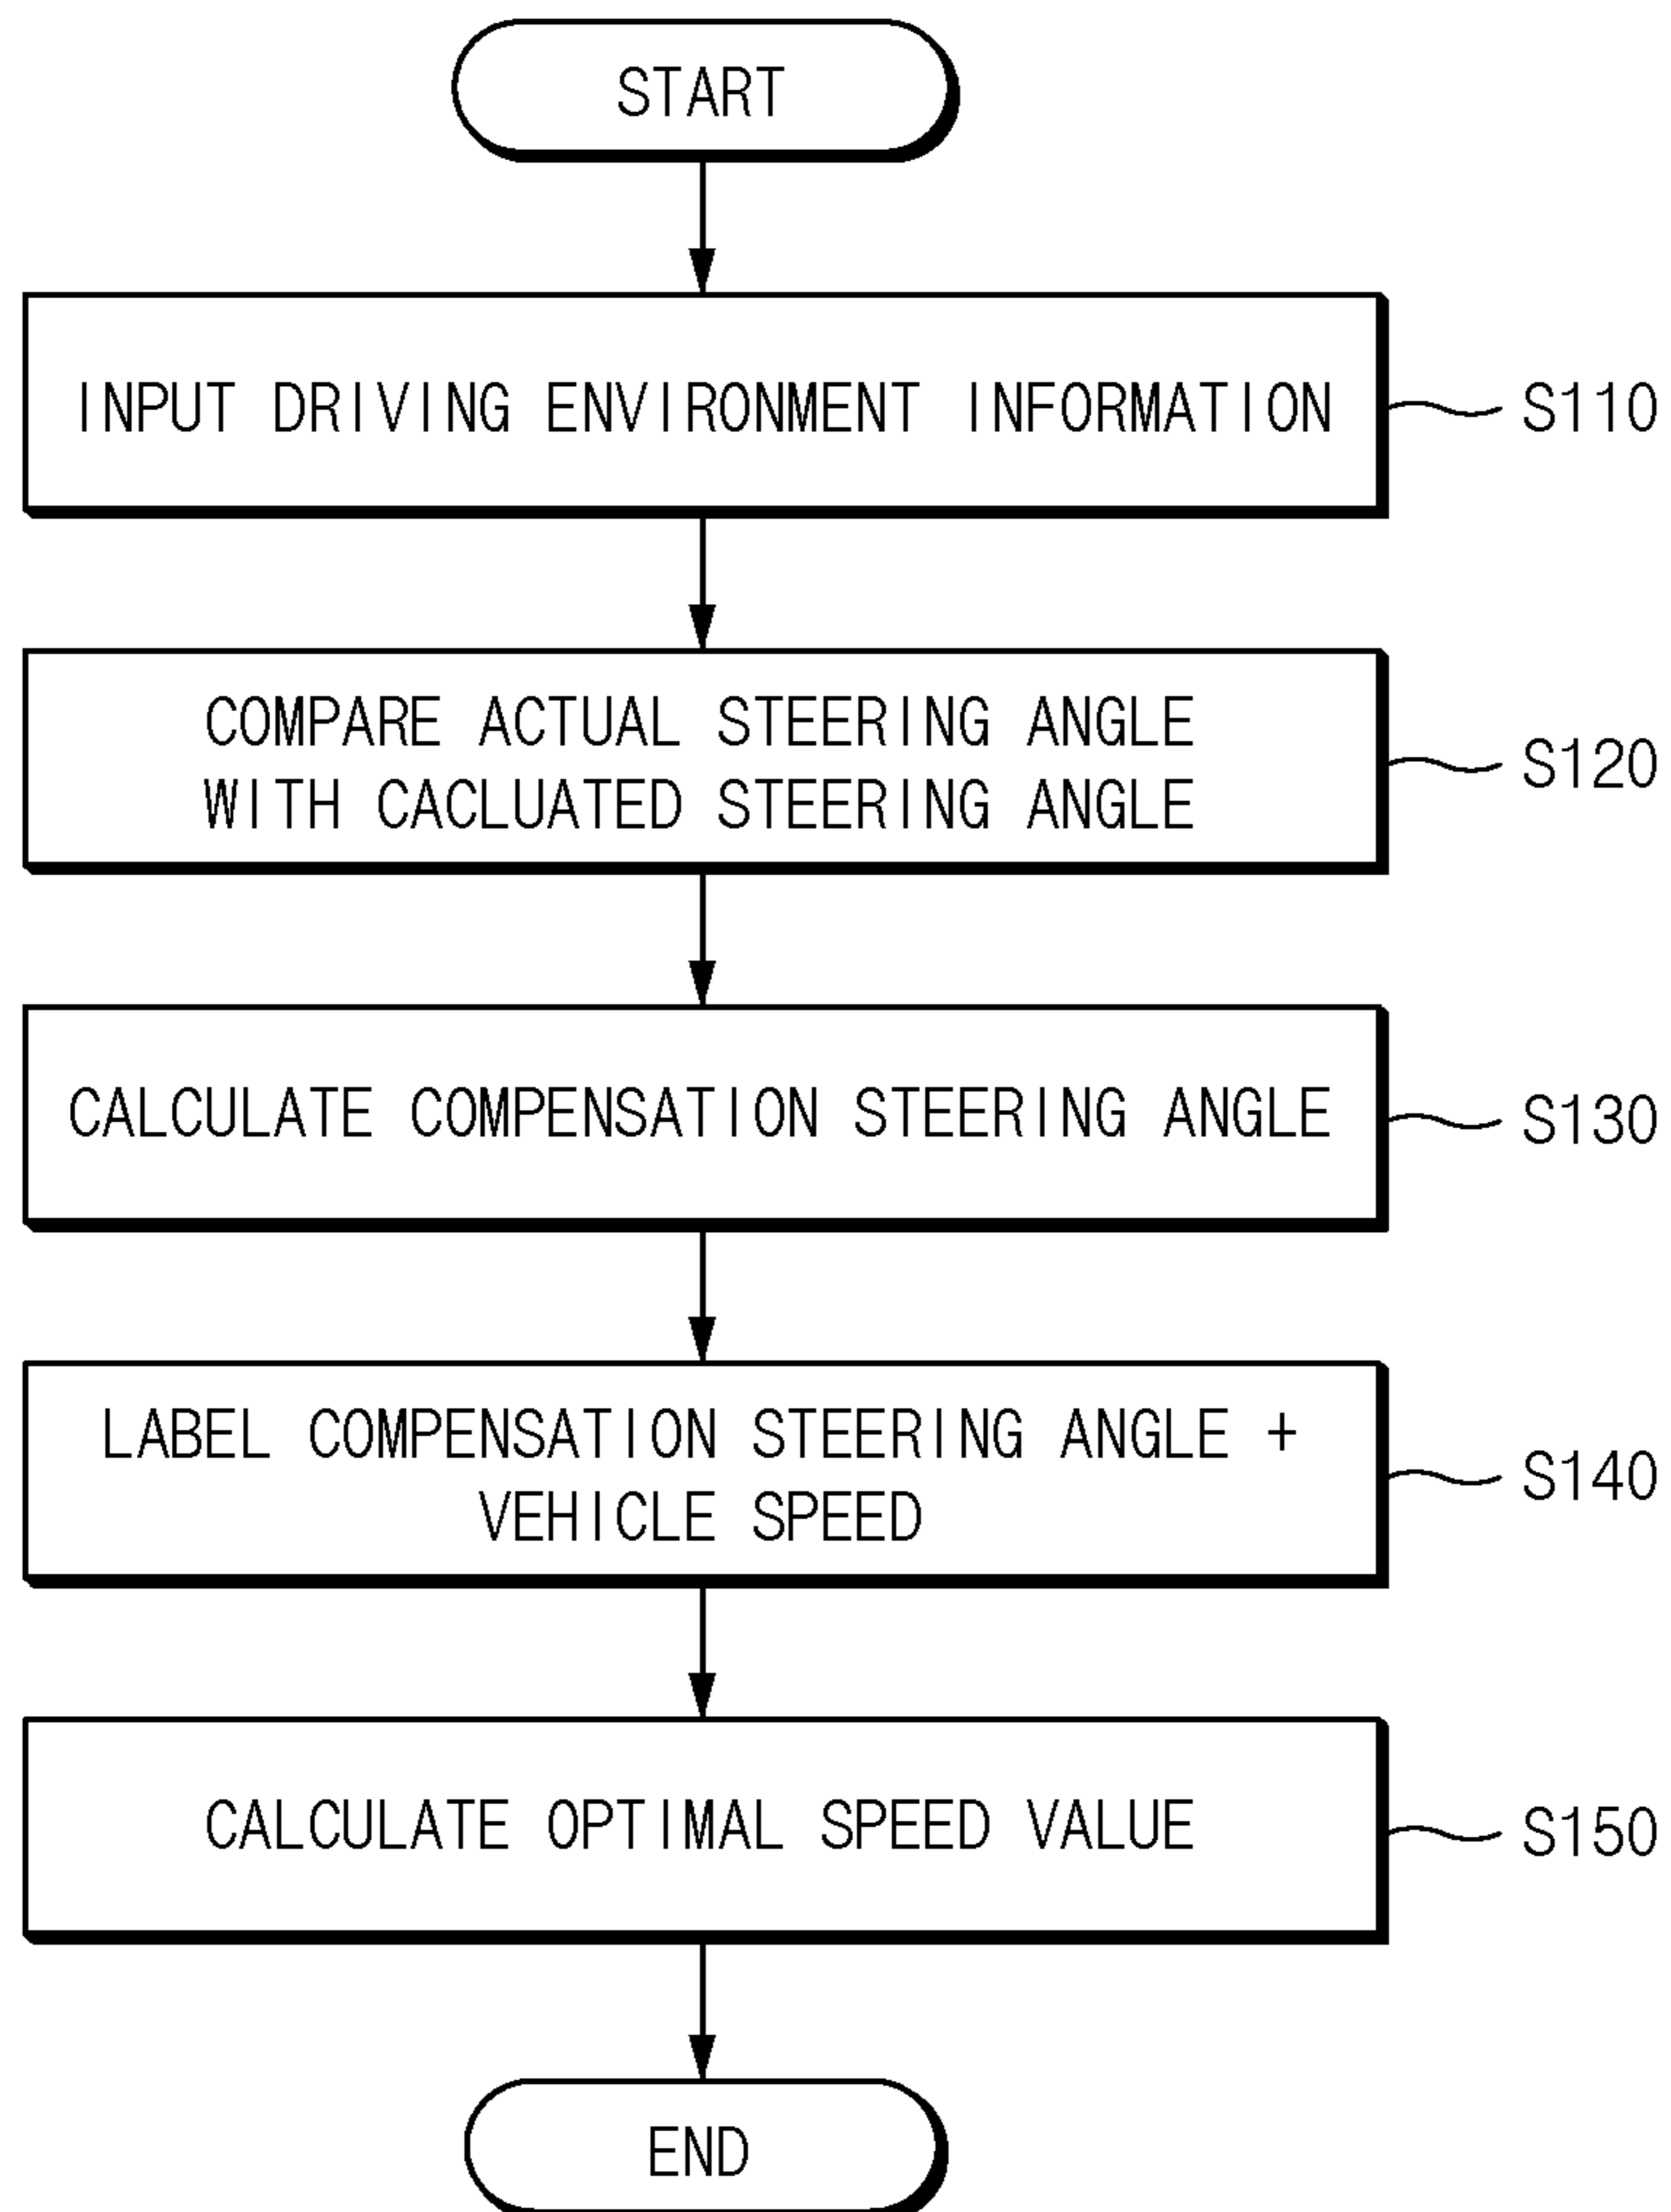 START
INPUT DRIVING ENVIRONMENT INFORMATION
S110
COMPARE ACTUAL STEERING ANGLE
WITH CACLUATED STEERING ANGLE
S120
CALCULATE COMPENSATION STEERING ANGLE
S130
LABEL COMPENSATION STEERING ANGLE +
VEHICLE SPEED
S140
CALCULATE OPTIMAL SPEED VALUE
S150
END